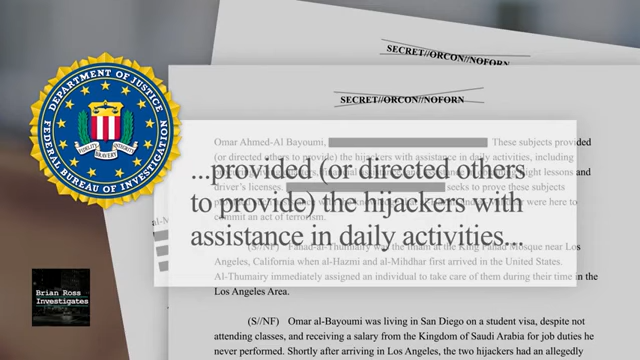 SECRET//ORCON//NOFORN
SECRET//ORCON//NOFORN
DEPARTMENT OF JUSTICE
FIDELITY BRAVERY INTEGRITY
FEDERAL BUREAU OF INVESTIGATION
Omar Ahmed-Al Bayoumi, These subjects provided
(or directed others to provide) the hijackers with assistance in daily activities, including
light lessons and
driver's licenses. seeks to prove these subjects
were here to
commit an act of terrorism.
...provided (or directed others
to provide) the hijackers with
assistance in daily activities...
(S//NF) Fahad al-Thumairy was the Imam at the King Fahad Mosque near Los
Angeles, California when al-Hazmi and al-Mihdhar first arrived in the United States.
Al-Thumairy immediately assigned an individual to take care of them during their time in the
Los Angeles Area.
(S//NF) Omar al-Bayoumi was living in San Diego on a student visa, despite not
attending classes, and receiving a salary from the Kingdom of Saudi Arabia for job duties he
never performed. Shortly after arriving in Los Angeles, the two hijackers had an allegedly
Brian Ross
Investigates